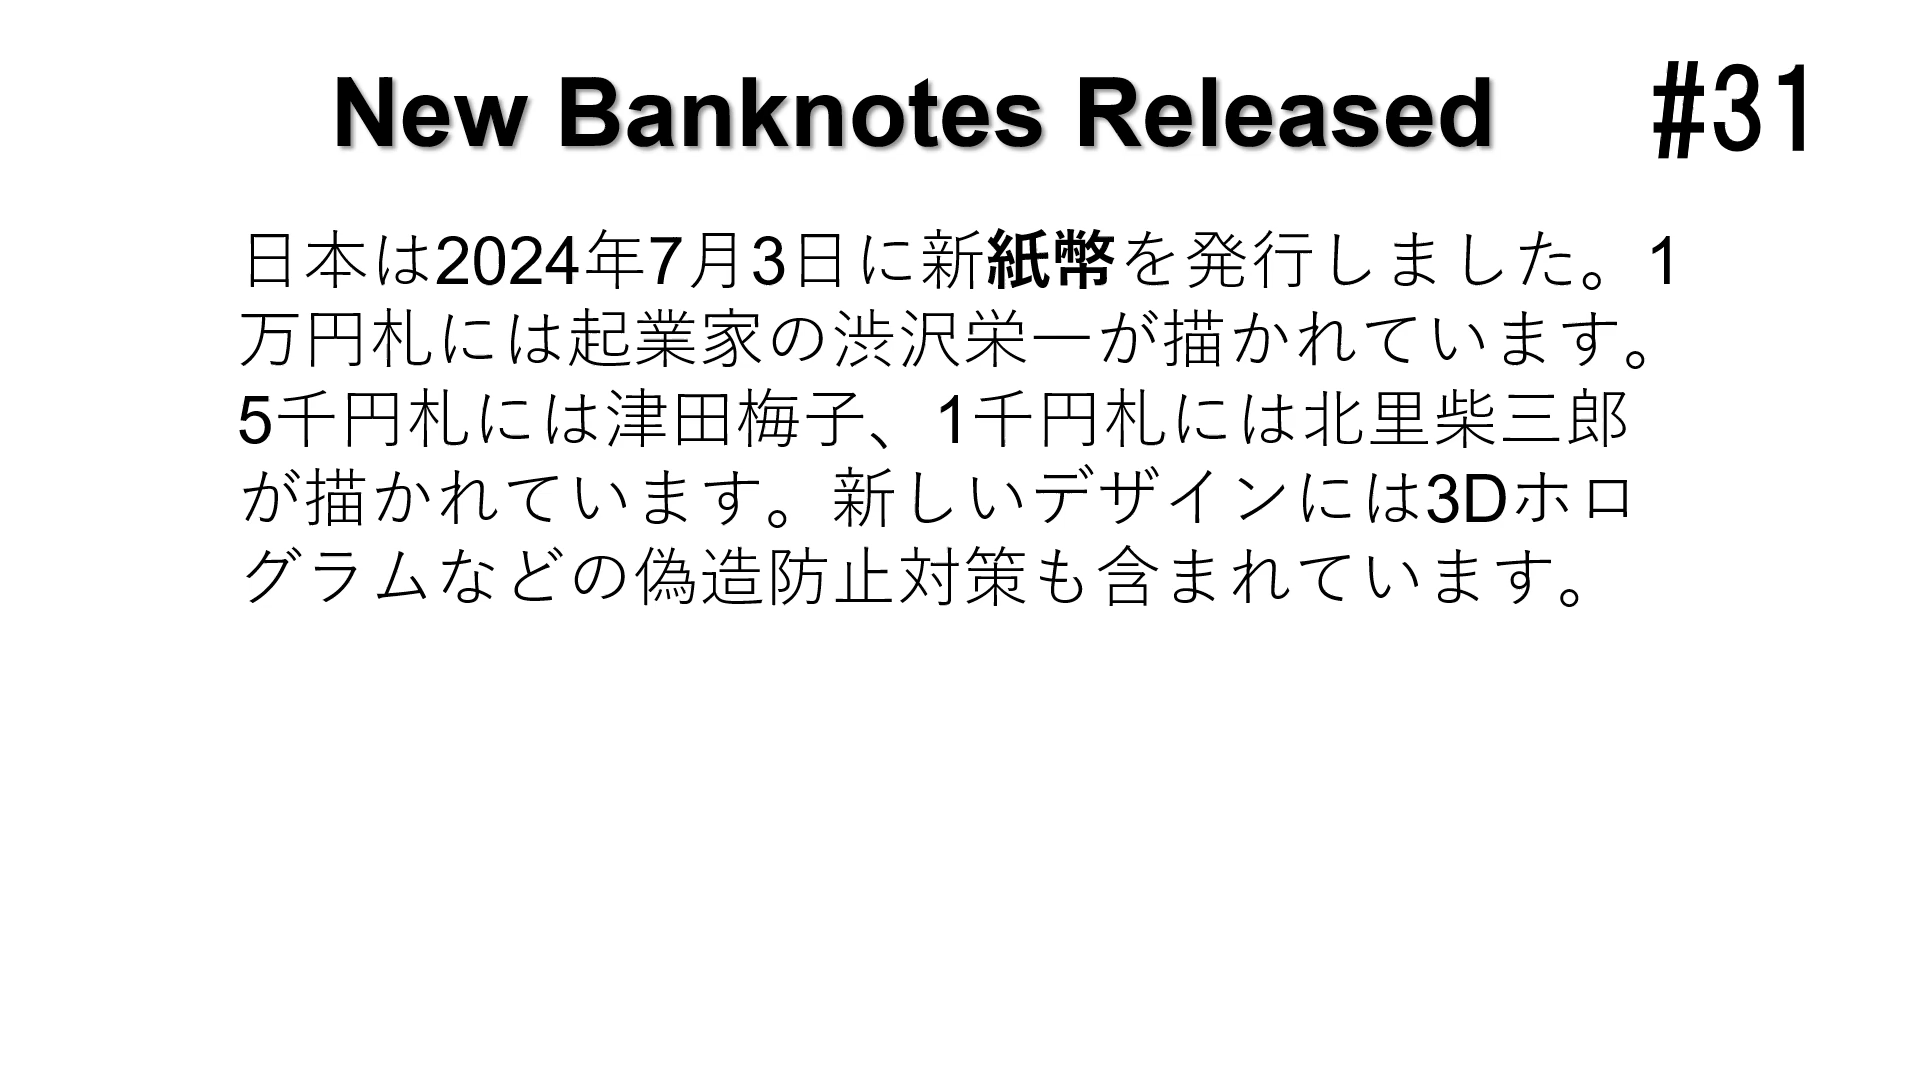 New Banknotes Released
#31
日本は2024年7月3日に新紙幣を発行しました。1
万円札には起業家の渋沢栄一が描かれています。
5千円札には津田梅子、1千円札には北里柴三郎
が描かれています。新しいデザインには3Dホロ
グラムなどの偽造防止対策も含まれています。